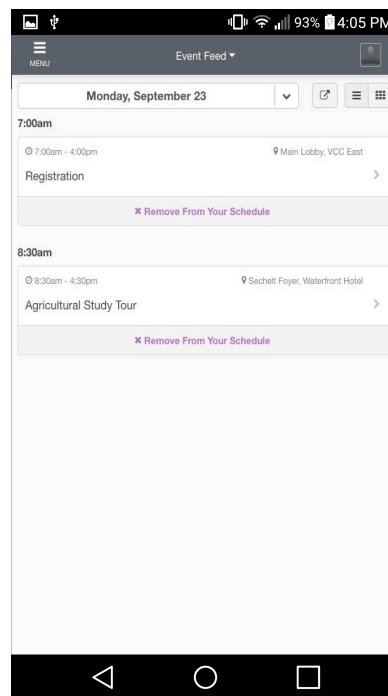 93% 4:05 PM
MENU
Event Feed
Monday, September 23
7:00am
7:00am - 4:00pm Main Lobby, VCC East
Registration
Remove From Your Schedule
8:30am
8:30am - 4:30pm Sechelt Foyer, Waterfront Hotel
Agricultural Study Tour
Remove From Your Schedule